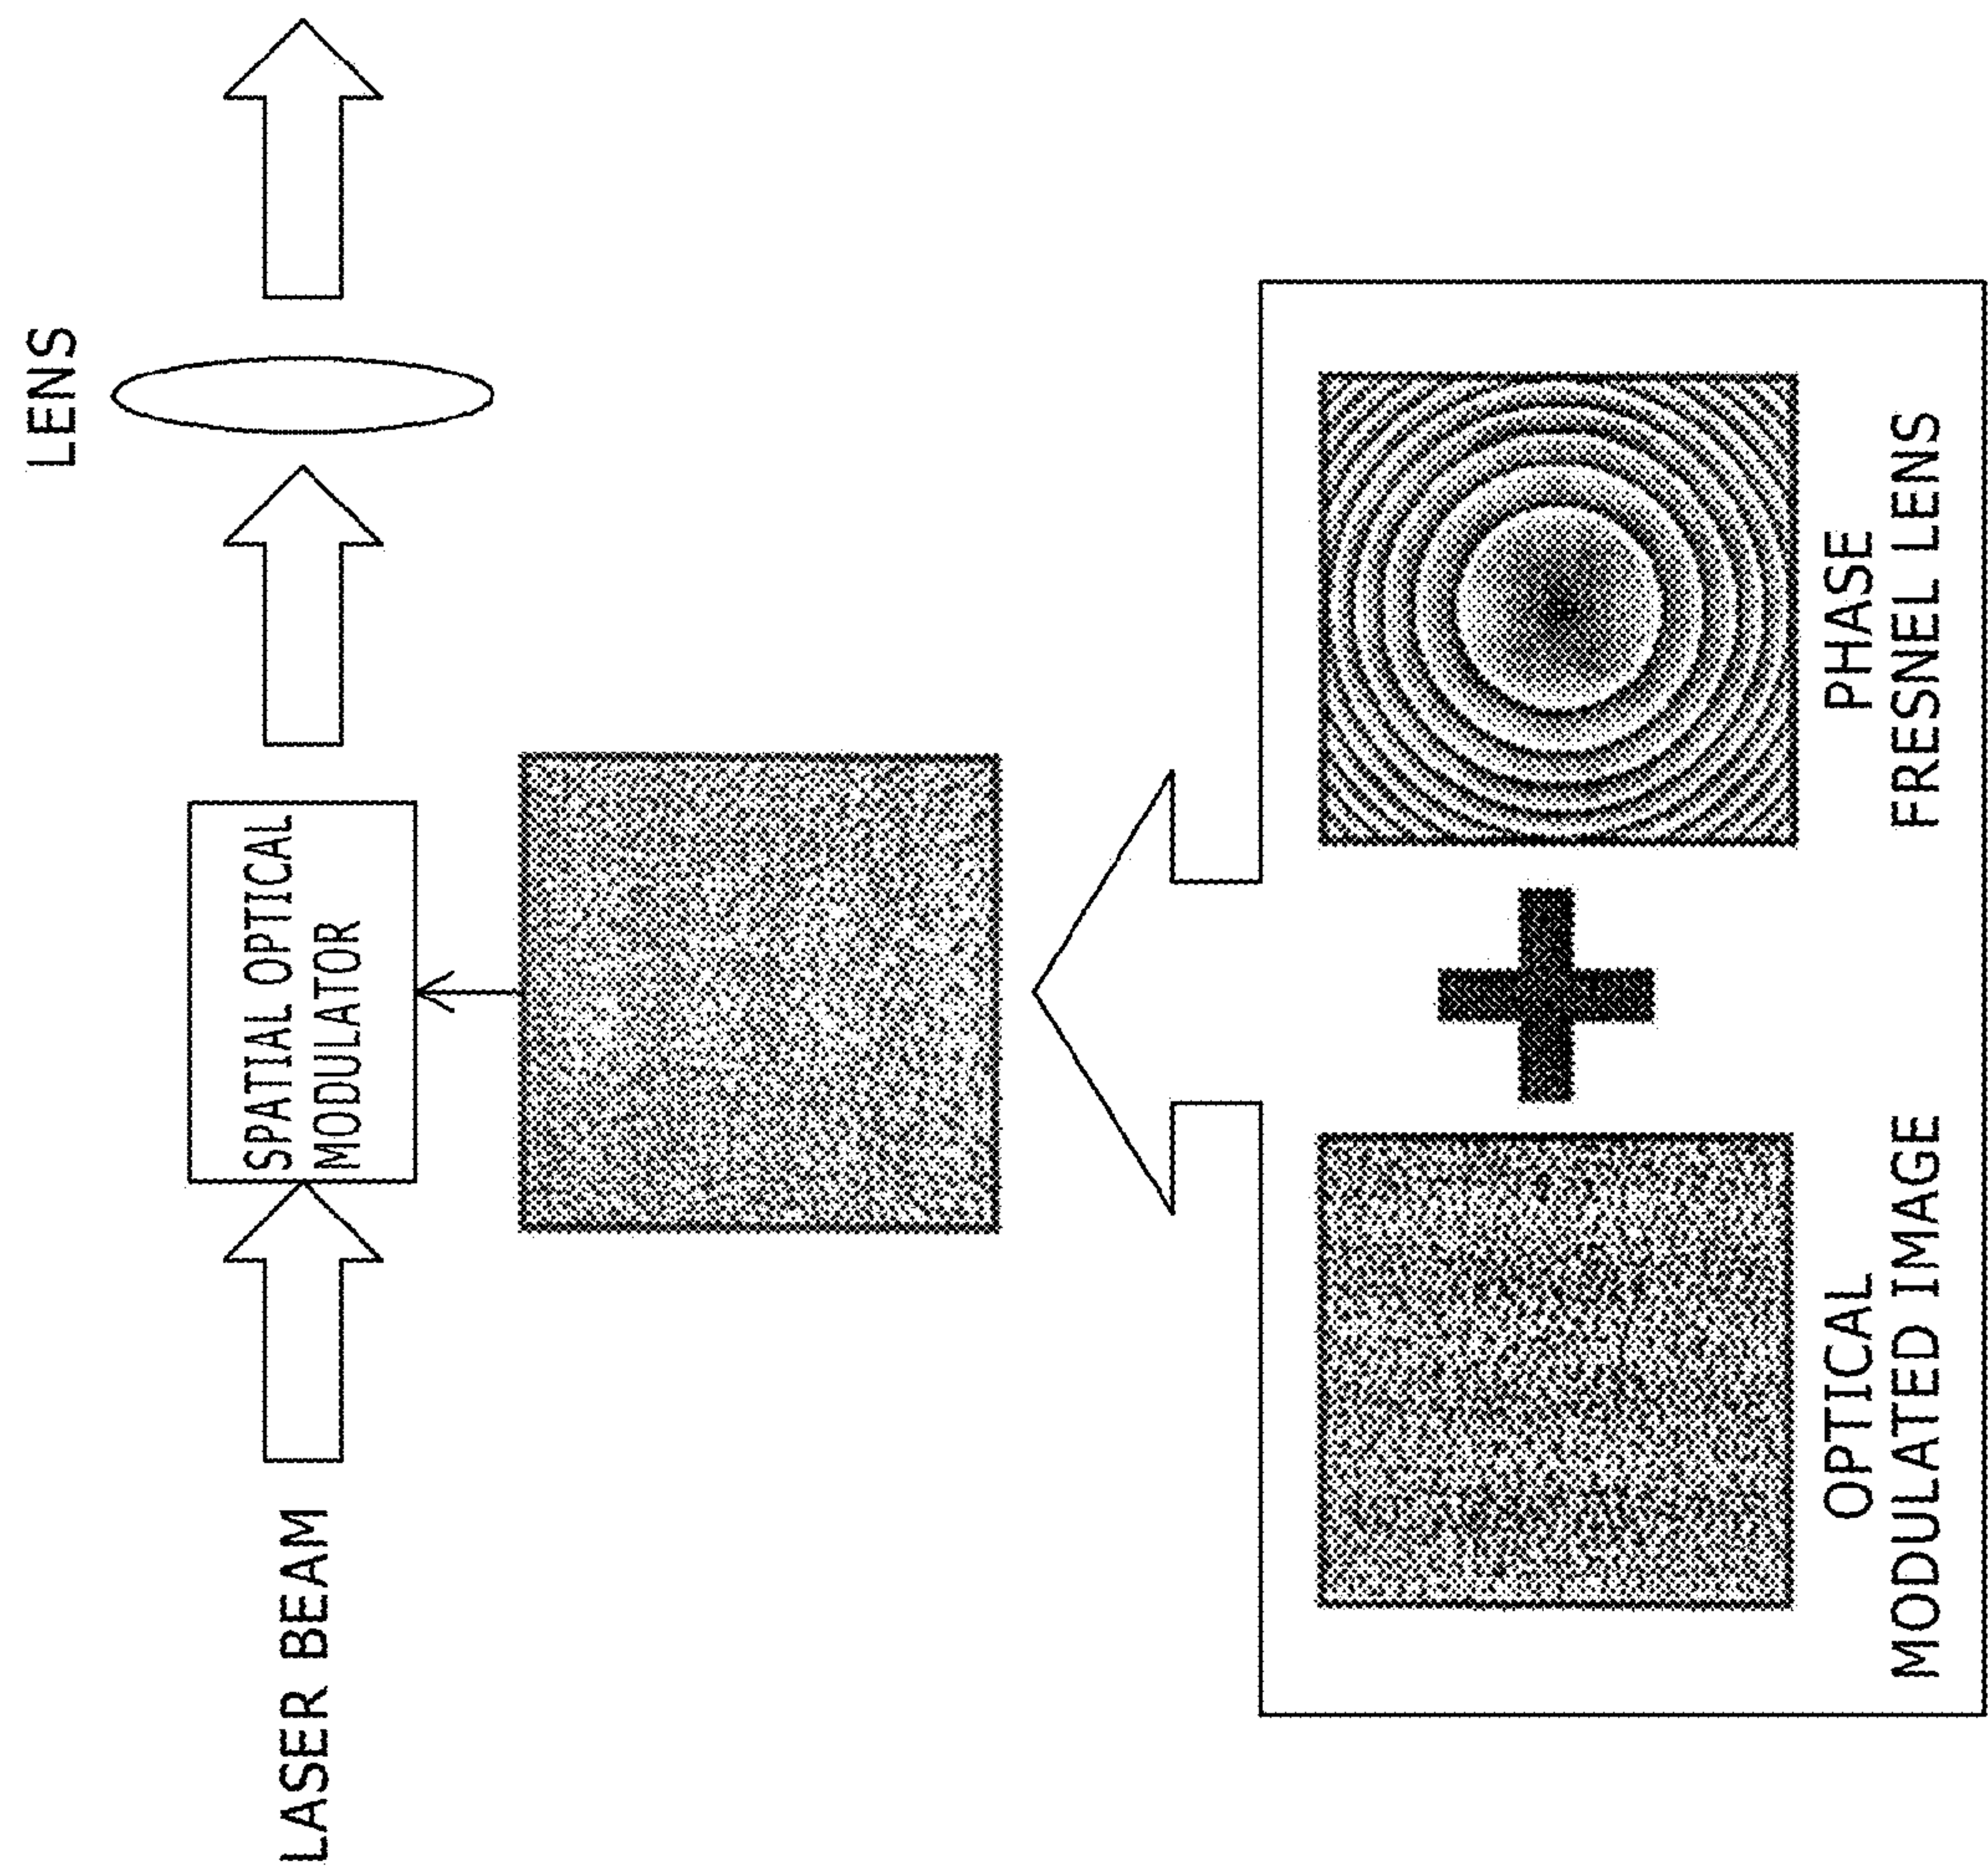 LASER BEAM
SPATIAL OPTICAL
MODULATOR
LENS
OPTICAL
MODULATED IMAGE
PHASE
FRESNEL LENS